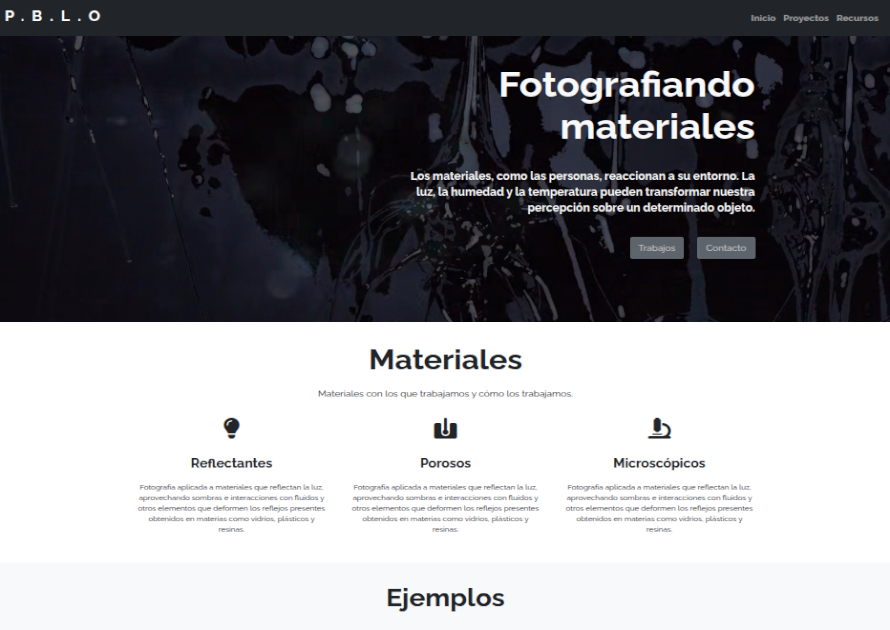 P . B . L . O
Inicio Proyectos Recursos
Fotografiando
materiales
Los materiales, como las personas, reaccionan a su entorno. La
luz, la humedad y la temperatura pueden transformar nuestra
percepción sobre un determinado objeto.
Trabajos Contacto
Materiales
Materiales con los que trabajamos y cómo los trabajamos.
Reflectantes
Fotografía aplicada a materiales que reflectan la luz,
aprovechando sombras e interacciones con fluidos y
otros elementos que deformen los reflejos presentes
obtenidos en materias como vidrios, plásticos y
resinas.
Porosos
Fotografía aplicada a materiales que reflectan la luz,
aprovechando sombras e interacciones con fluidos y
otros elementos que deformen los reflejos presentes
obtenidos en materias como vidrios, plásticos y
resinas.
Microscópicos
Fotografía aplicada a materiales que reflectan la luz,
aprovechando sombras e interacciones con fluidos y
otros elementos que deformen los reflejos presentes
obtenidos en materias como vidrios, plásticos y
resinas.
Ejemplos